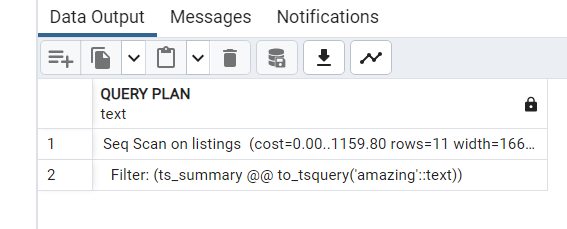 Data Output Messages Notifications
QUERY PLAN
text
1 Seq Scan on listings (cost=0.00..1159.80 rows=11 width=166...
2 Filter: (ts_summary @@ to_tsquery('amazing'::text))